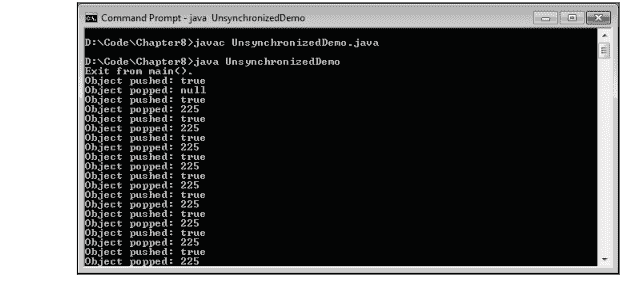 Command Prompt - java  UnsynchronizedDemo
D:\Code\Chapter8>javac UnsynchronizedDemo.java
D:\Code\Chapter8>java UnsynchronizedDemo
Exit from main().
Object pushed: true
Object popped: null
Object pushed: true
Object popped: 225
Object pushed: true
Object popped: 225
Object pushed: true
Object popped: 225
Object pushed: true
Object popped: 225
Object pushed: true
Object popped: 225
Object pushed: true
Object popped: 225
Object pushed: true
Object popped: 225
Object pushed: true
Object popped: 225
Object pushed: true
Object popped: 225